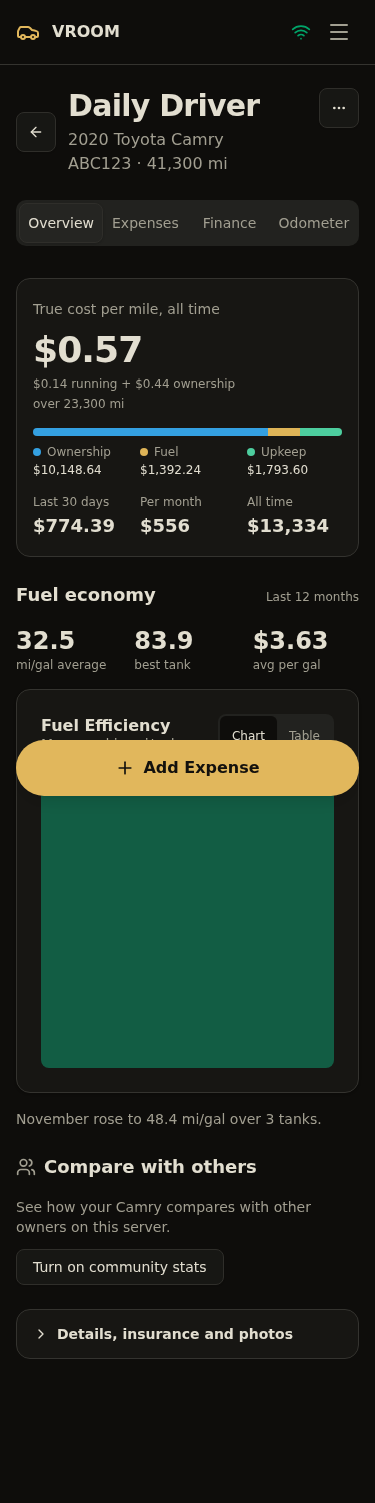 VROOM
Daily Driver
2020 Toyota Camry
ABC123 · 41,300 mi
Overview
Expenses
Finance
Odometer
True cost per mile, all time
$0.57
$0.14 running + $0.44 ownership
over 23,300 mi
Ownership
Fuel
Upkeep
$10,148.64
$1,392.24
$1,793.60
Last 30 days
Per month
All time
$774.39
$556
$13,334
Fuel economy
Last 12 months
32.5
83.9
$3.63
mi/gal average
best tank
avg per gal
Fuel Efficiency
Chart
Table
Add Expense
November rose to 48.4 mi/gal over 3 tanks.
Compare with others
See how your Camry compares with other
owners on this server.
Turn on community stats
Details, insurance and photos